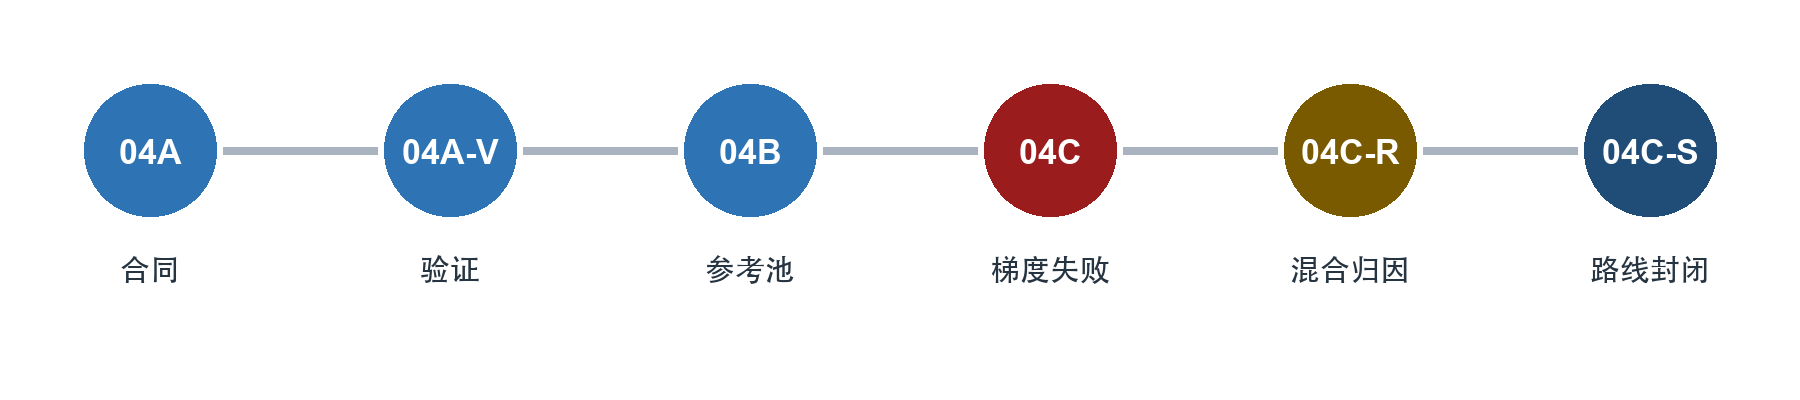 04A
04A-V
04B
04C
04C-R
04C-S
合同
验证
参考池
梯度失败
混合归因
路线封闭